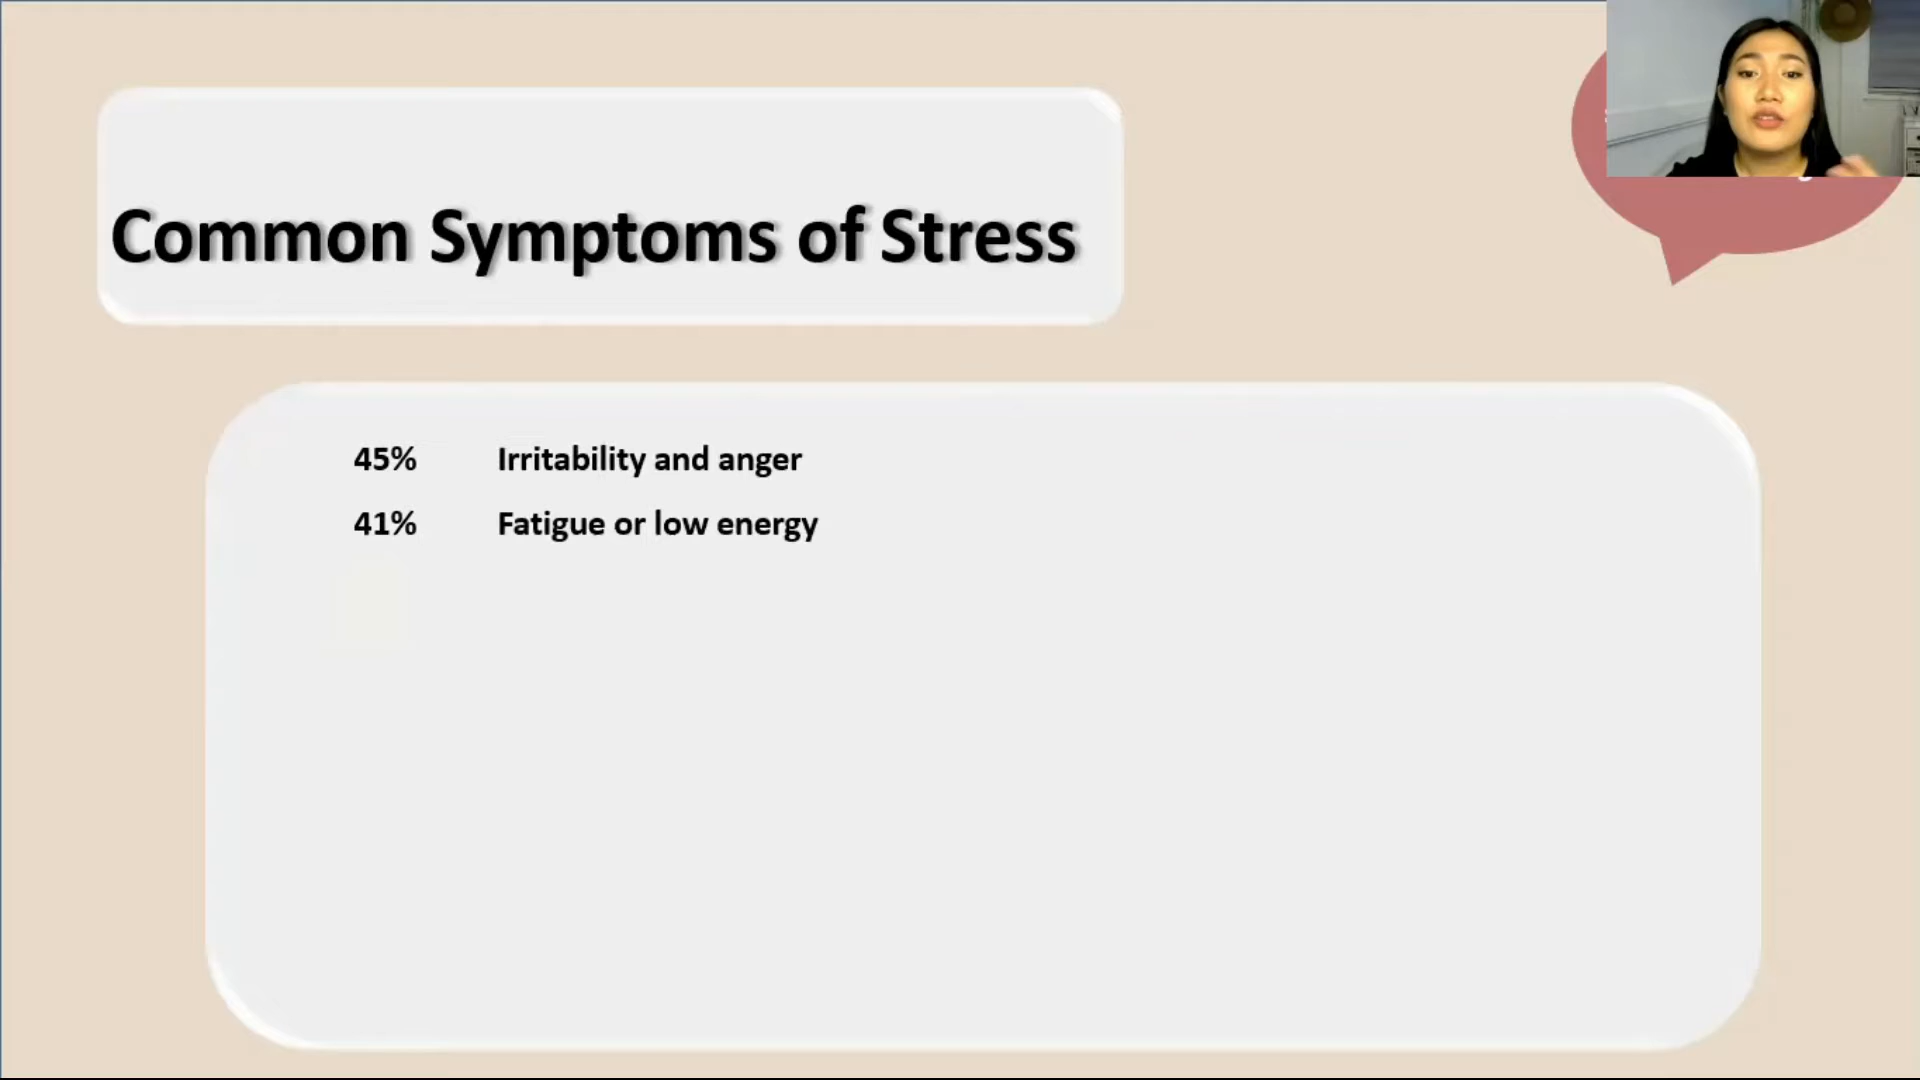 Common Symptoms of Stress
45% Irritability and anger
41% Fatigue or low energy